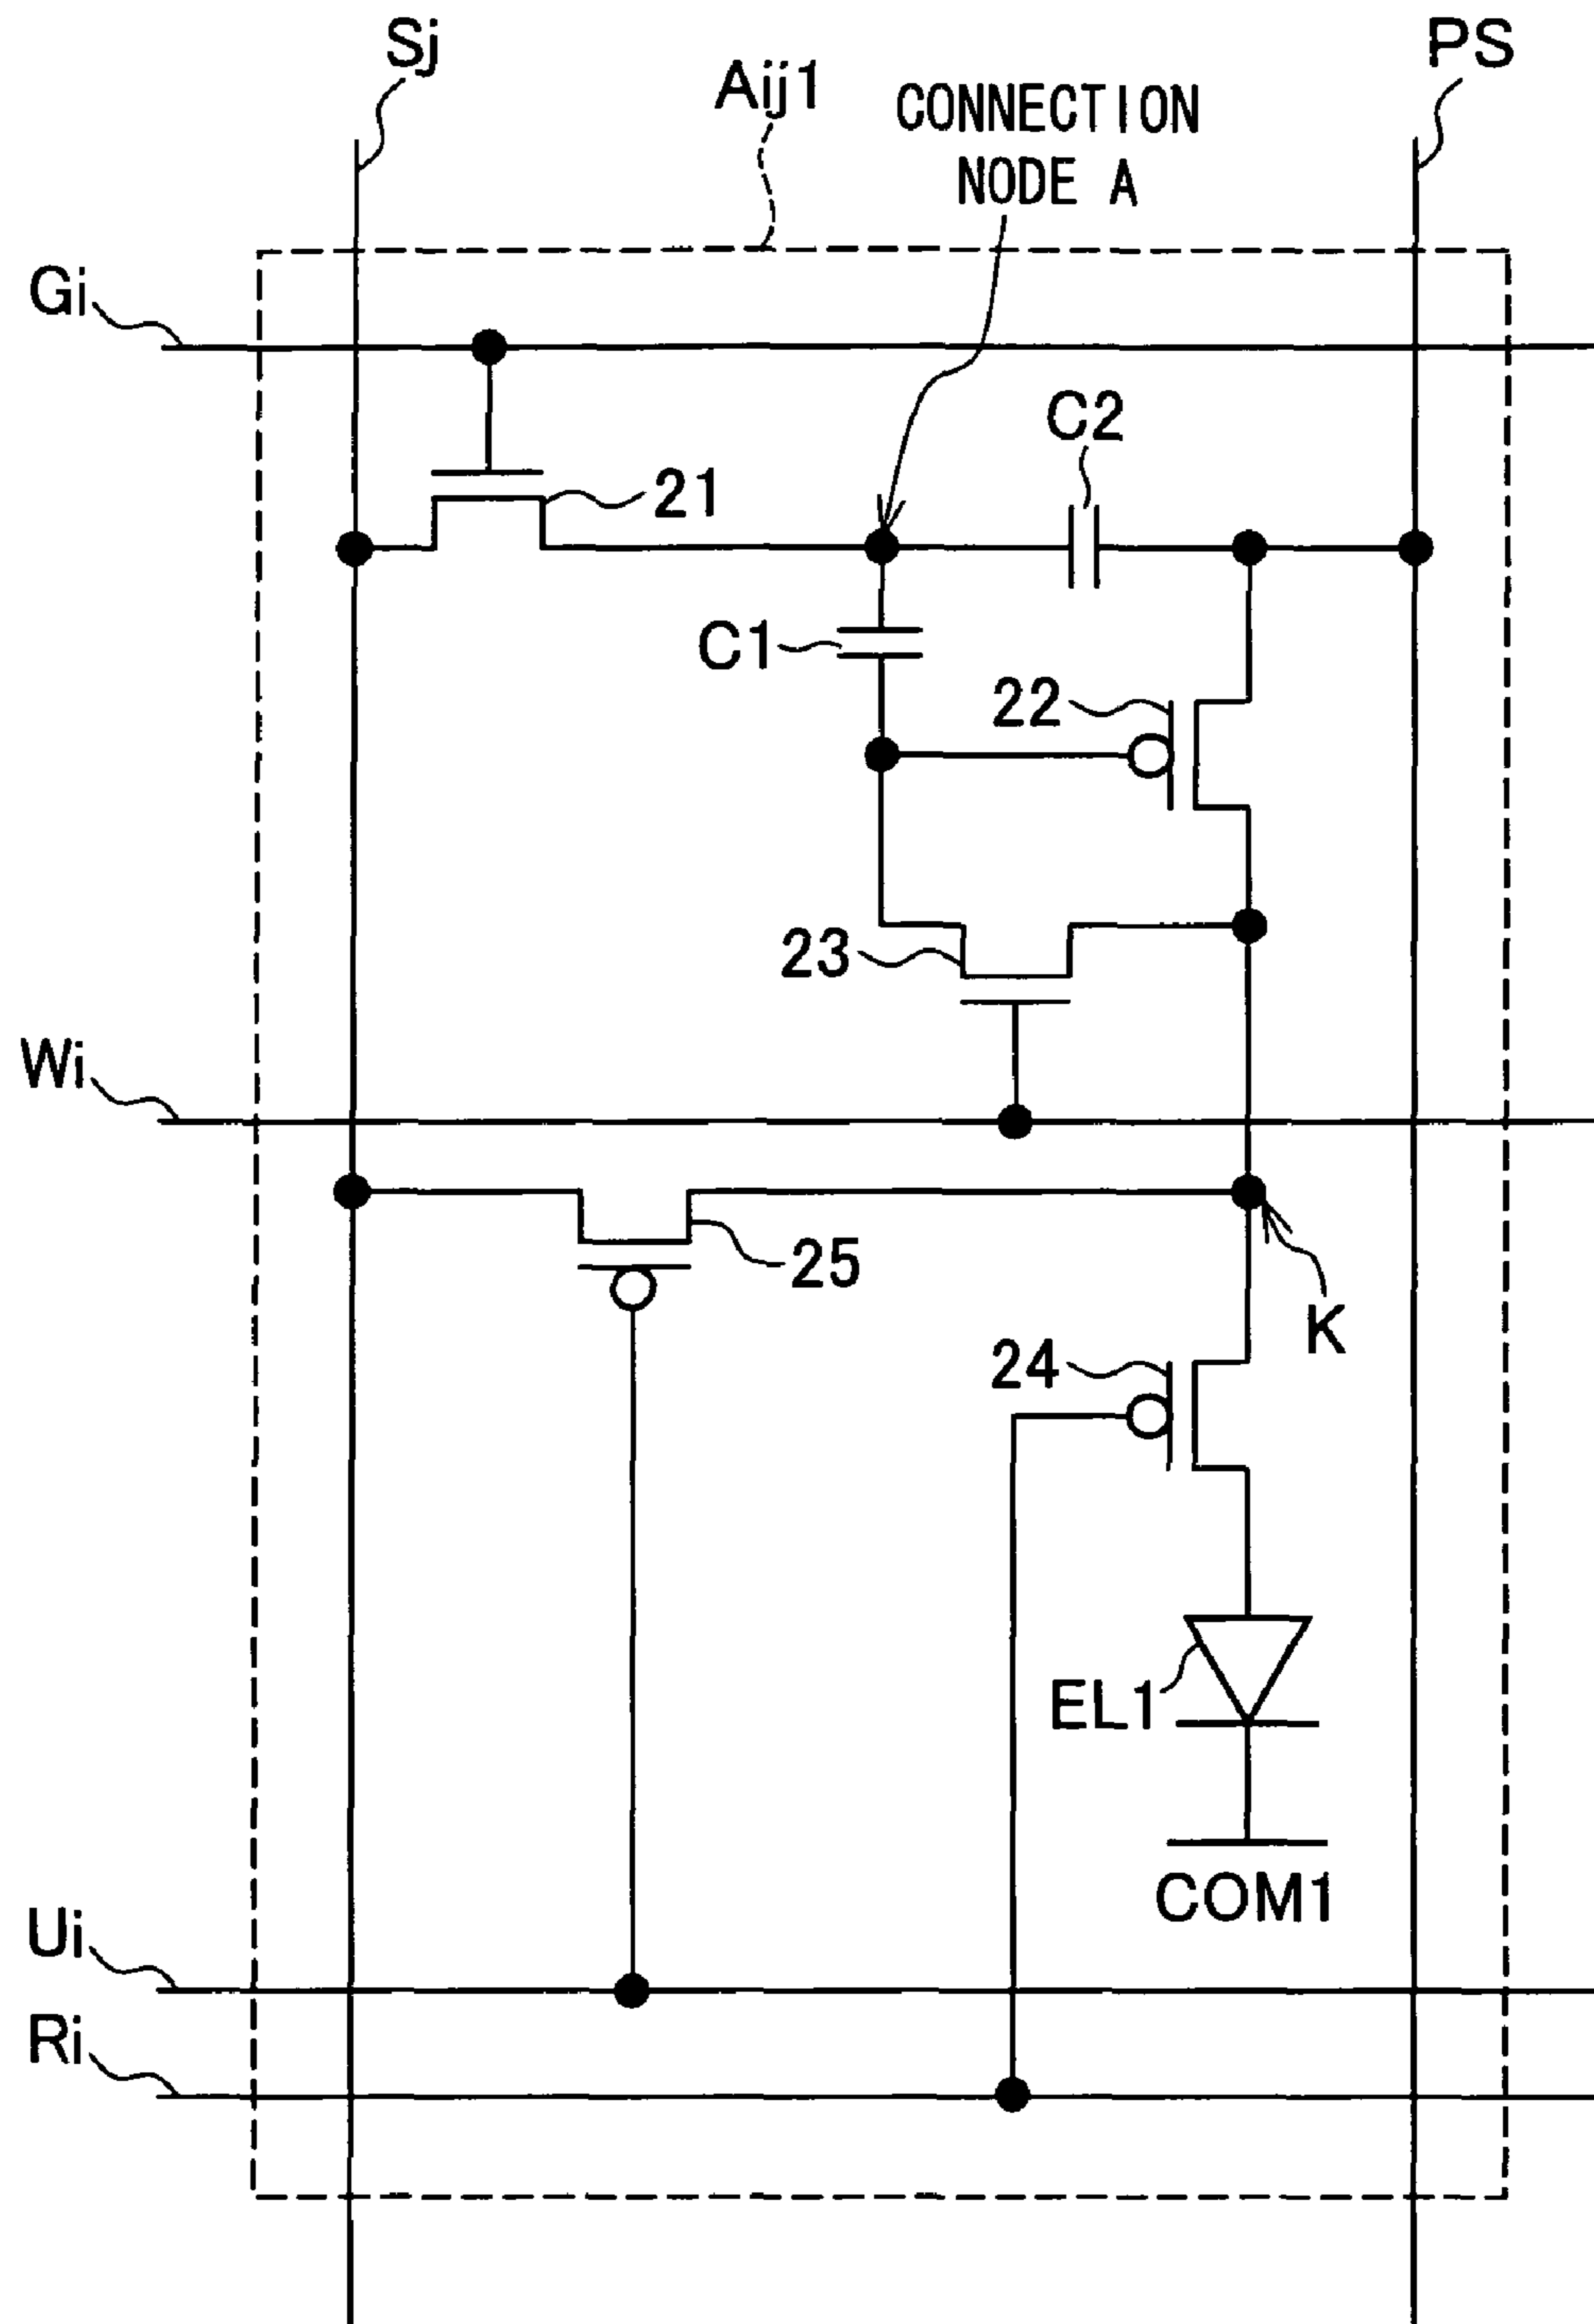 Sj
PS
Aij1
CONNECTION
NODE A
Gi
C2
21
C1
22
23
Wi
25
K
24
EL1
COM1
Ui
Ri